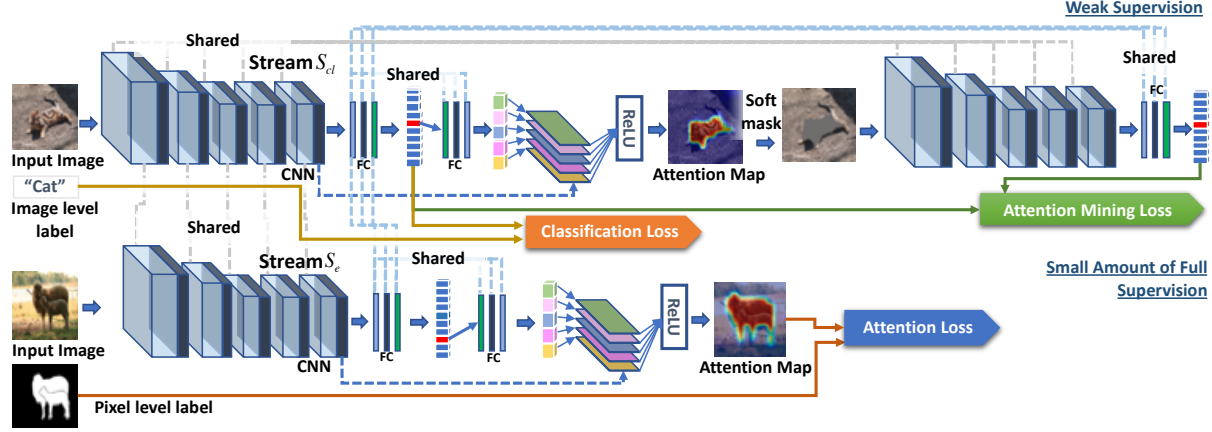 Weak Supervision
Shared
Stream S_cl
Shared
Shared
FC
ReLU
Soft
mask
Input Image
CNN
FC
FC
Attention Map
"Cat"
Image level
label
Classification Loss
Attention Mining Loss
Shared
Stream S_e
Shared
Small Amount of Full
Supervision
ReLU
Attention Loss
Input Image
CNN
FC
FC
Attention Map
Pixel level label